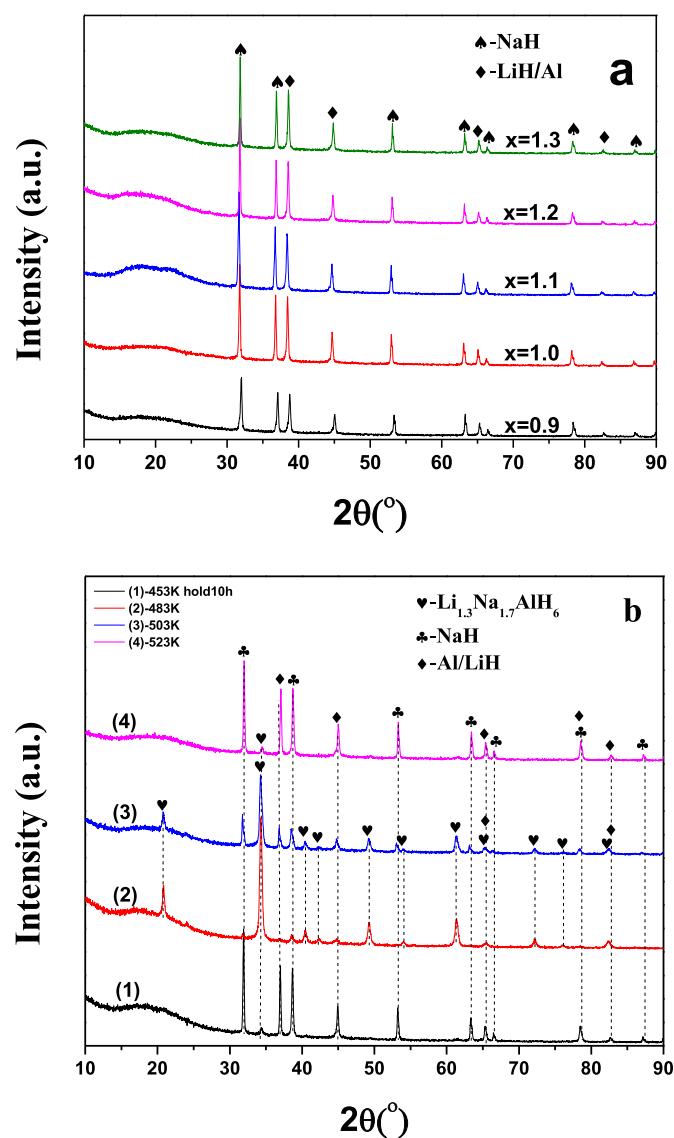 ♠-NaH
♦-LiH/Al
a
x=1.3
x=1.2
x=1.1
x=1.0
x=0.9
Intensity (a.u.)
10 20 30 40 50 60 70 80 90
2θ(°)
(1)-453K hold10h
(2)-483K
(3)-503K
(4)-523K
♥-Li1.3Na1.7AlH6
♣-NaH
♦-Al/LiH
b
(4)
(3)
(2)
(1)
Intensity (a.u.)
10 20 30 40 50 60 70 80 90
2θ(°)